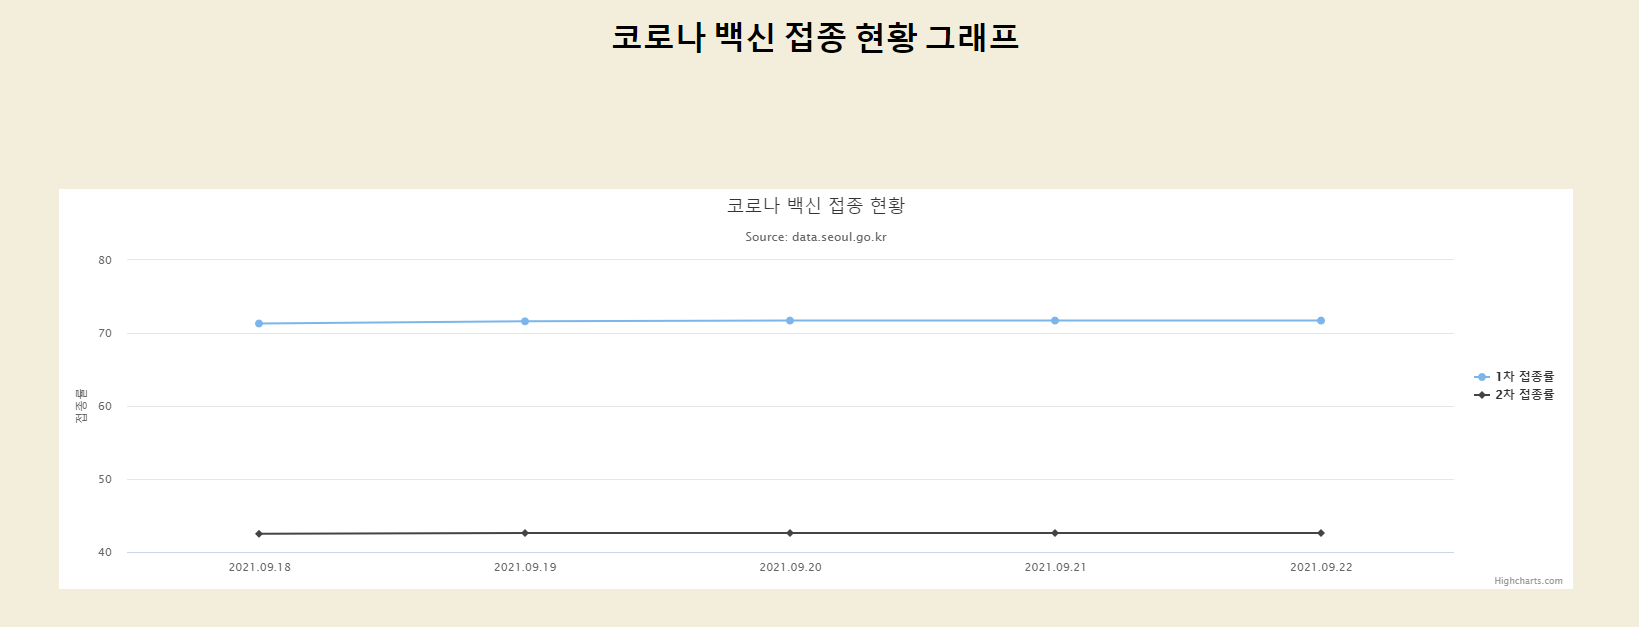 코로나 백신 접종 현황 그래프
코로나 백신 접종 현황
Source: data.seoul.go.kr
접종률
80
70
60
50
40
2021.09.18
2021.09.19
2021.09.20
2021.09.21
2021.09.22
1차 접종률
2차 접종률
Highcharts.com